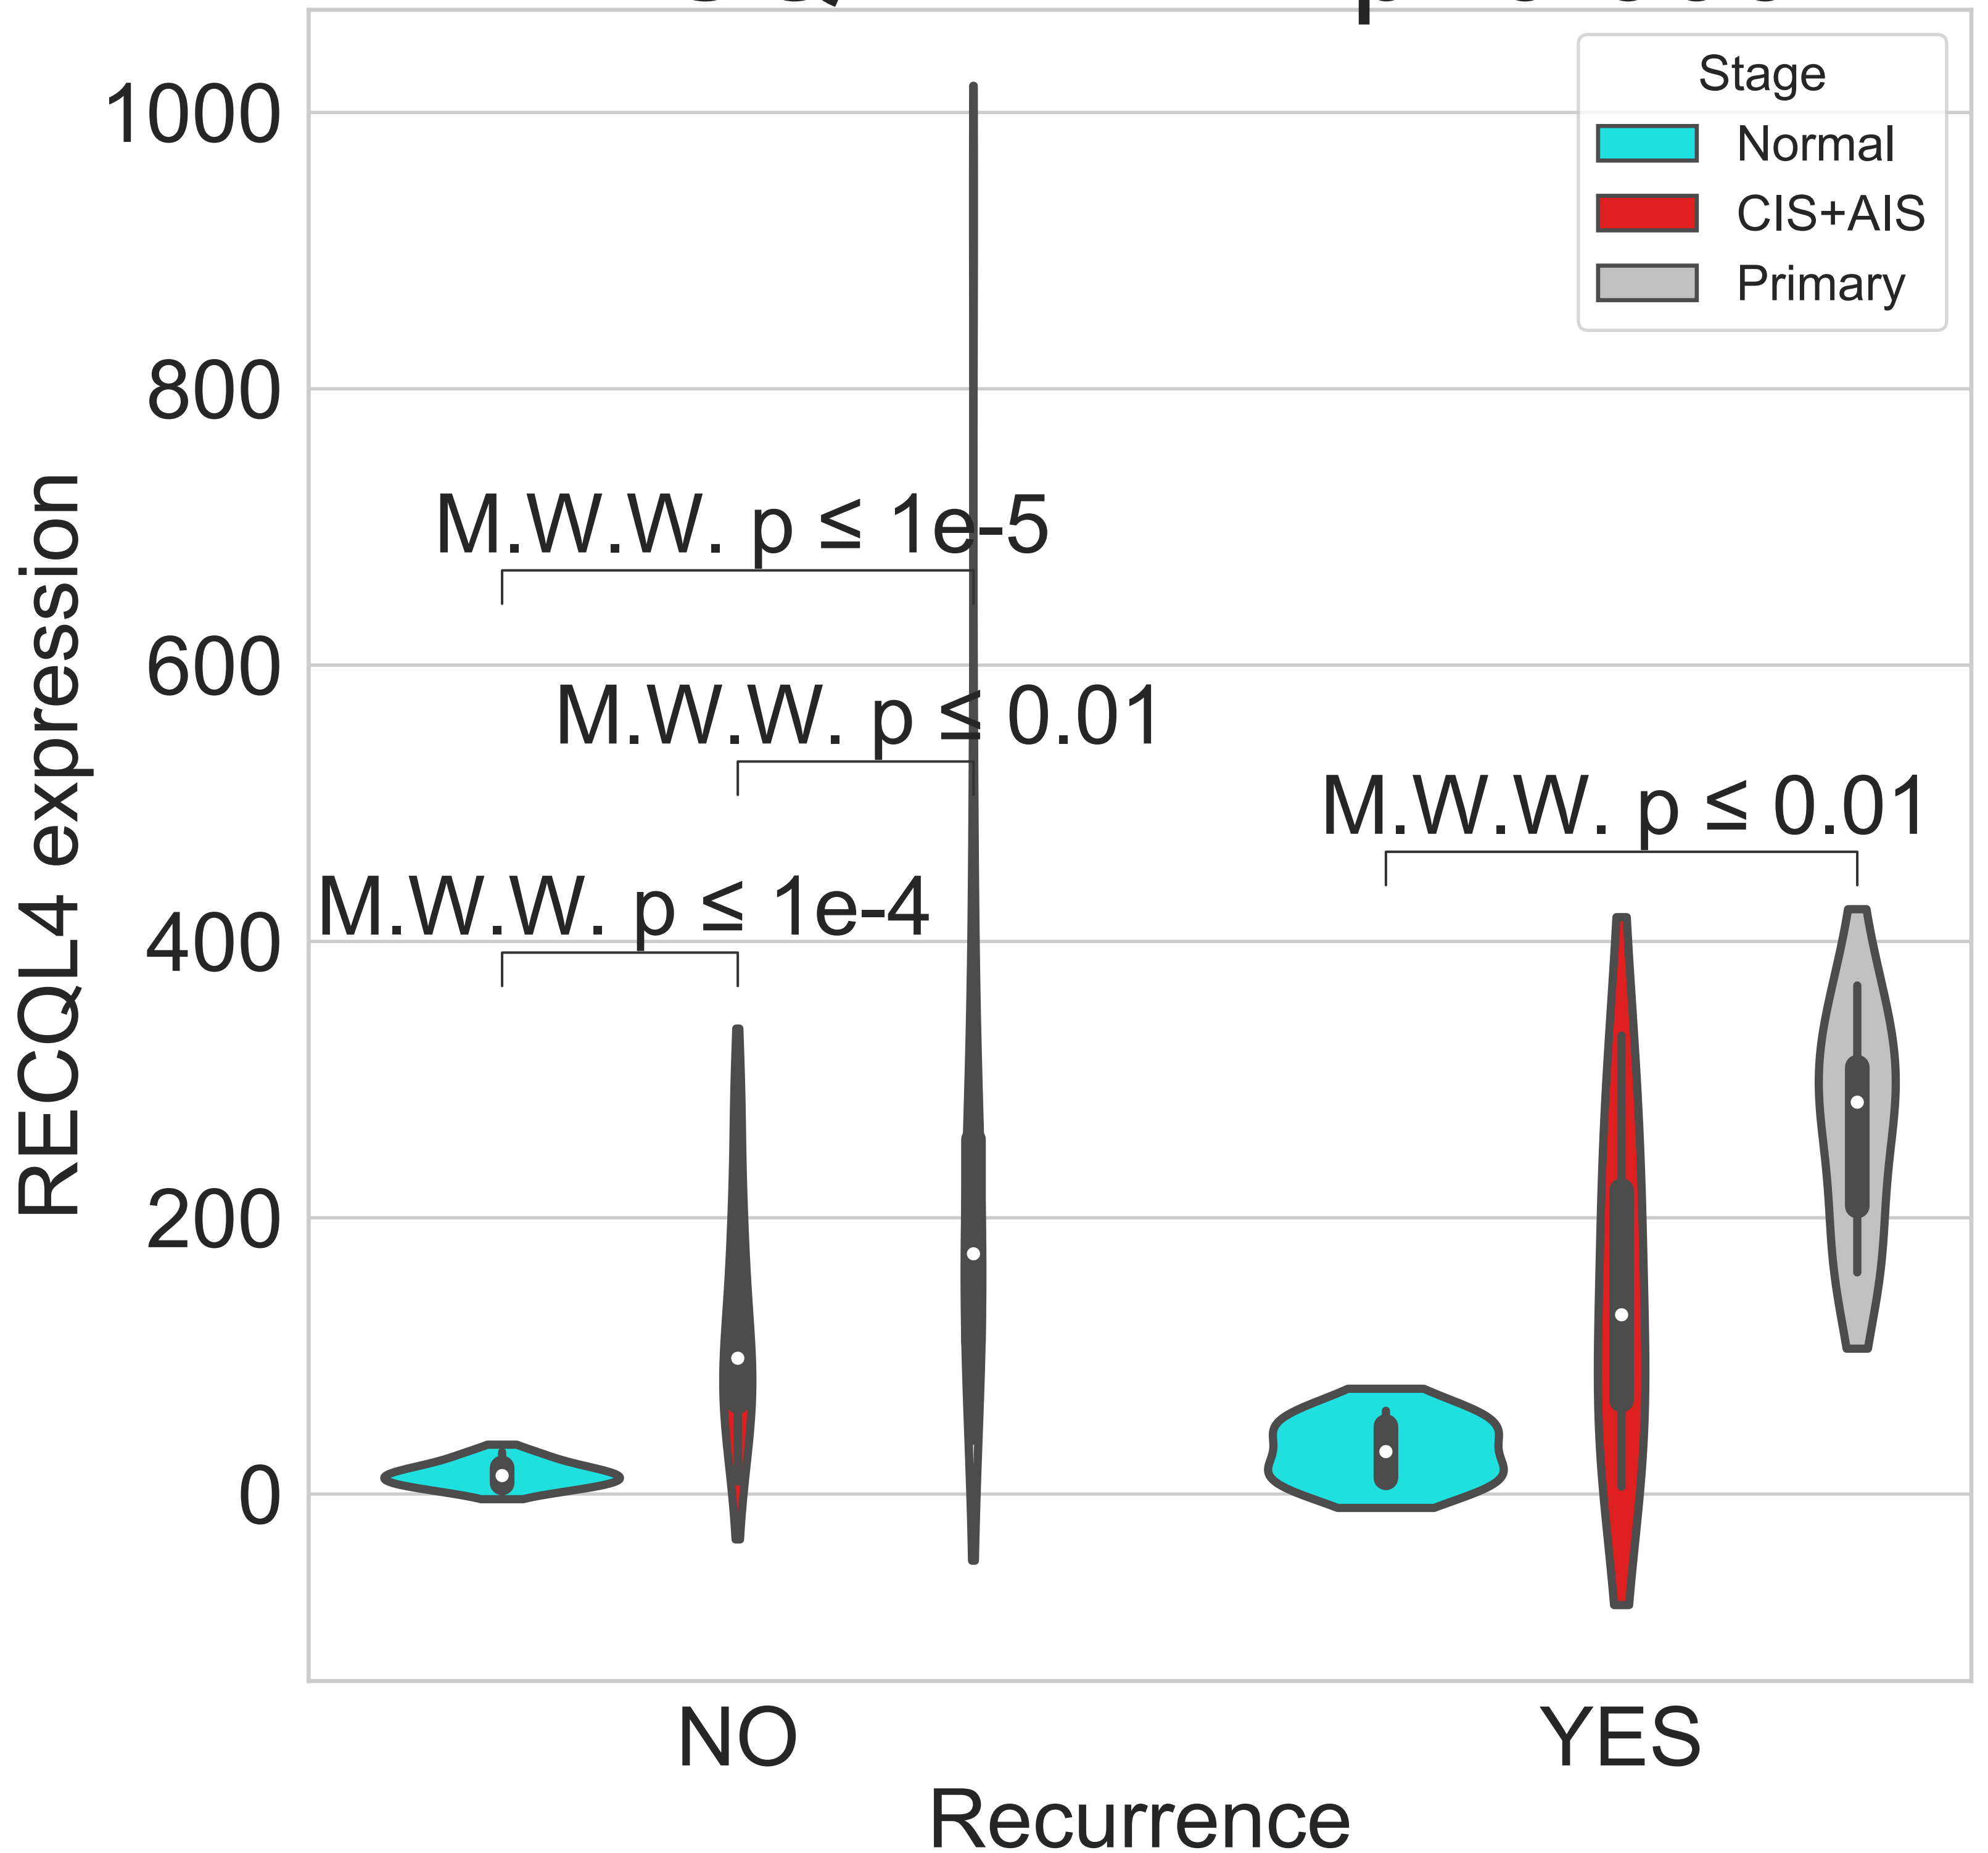 Stage
Normal
CIS+AIS
Primary
1000
800
600
400
200
0
RECQL4 expression
M.W.W. p ≤ 1e-5
M.W.W. p ≤ 0.01
M.W.W. p ≤ 1e-4
M.W.W. p ≤ 0.01
NO
YES
Recurrence